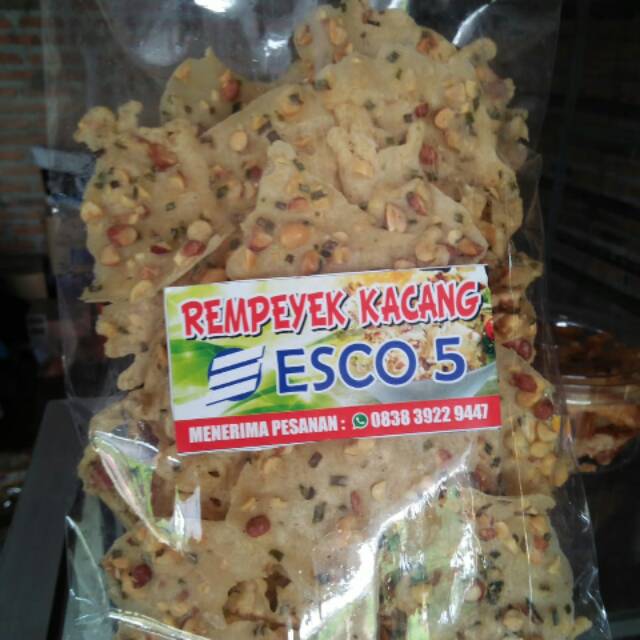 REMPEYEK KACANG
ESCO 5
MENERIMA PESANAN : 0838 3922 9447